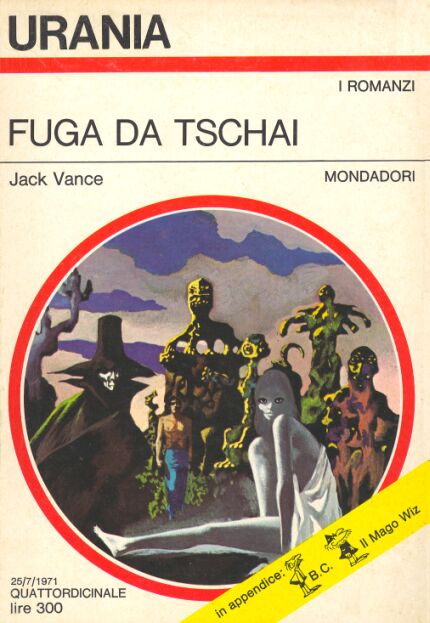 URANIA
I ROMANZI
FUGA DA TSCHAI
Jack Vance
MONDADORI
25/7/1971
QUATTORDICINALE
lire 300
in appendice:
B.C.
Il Mago Wiz